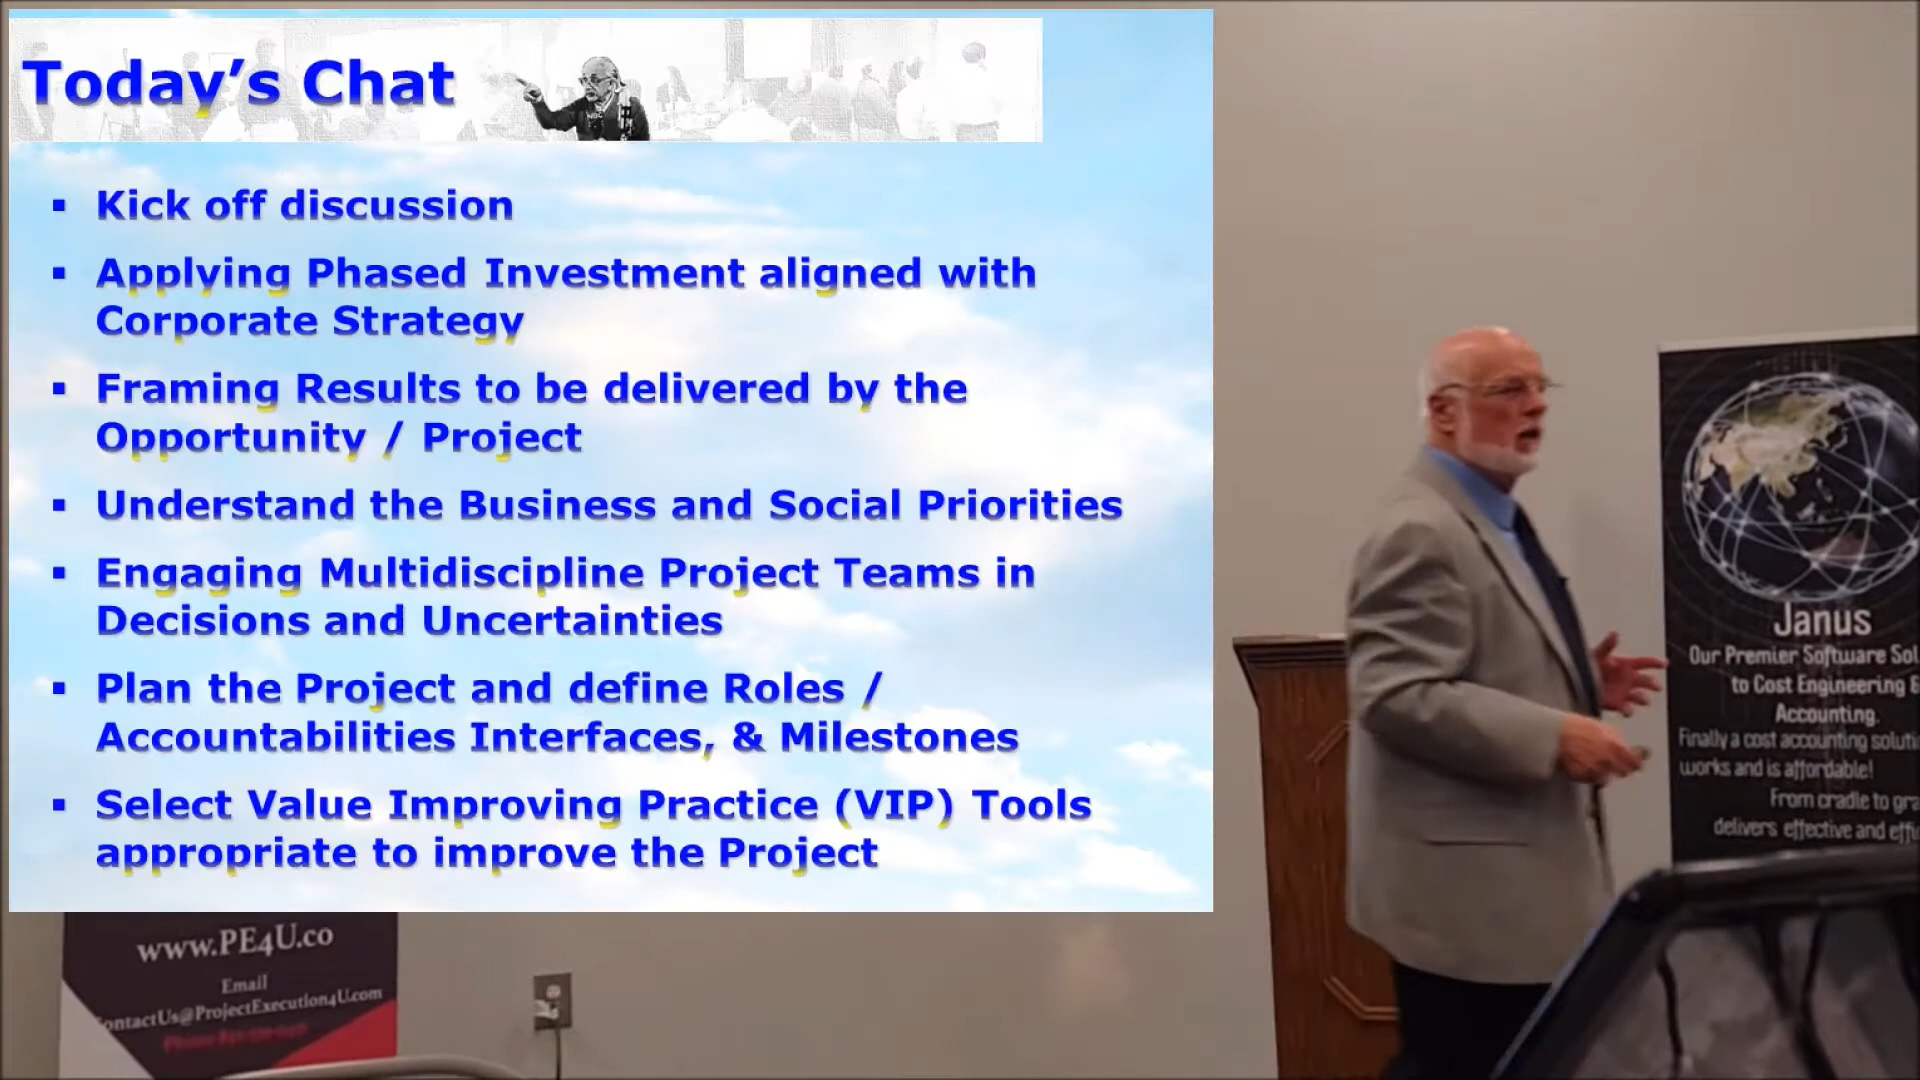 Today's Chat
NBC
▪ Kick off discussion
▪ Applying Phased Investment aligned with
Corporate Strategy
▪ Framing Results to be delivered by the
Opportunity / Project
▪ Understand the Business and Social Priorities
▪ Engaging Multidiscipline Project Teams in
Decisions and Uncertainties
▪ Plan the Project and define Roles /
Accountabilities Interfaces, & Milestones
▪ Select Value Improving Practice (VIP) Tools
appropriate to improve the Project
www.PE4U.co
Email
ontactUs@ProjectExecution4U.com
Janus
Our Premier Software Sol
to Cost Engineering &
Accounting.
Finally a cost accounting soluti
works and is affordable!
From cradle to gra
delivers effective and effi